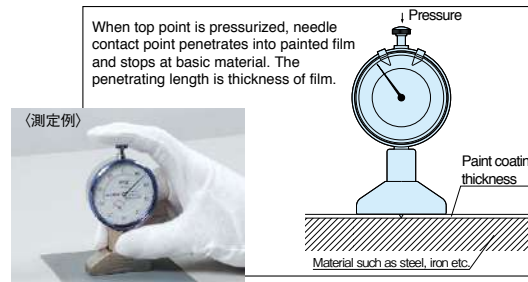 When top point is pressurized, needle
contact point penetrates into painted film
and stops at basic material. The
penetrating length is thickness of film.
Pressure
〈測定例〉
Paint coatin
thickness
Material such as steel, iron etc.